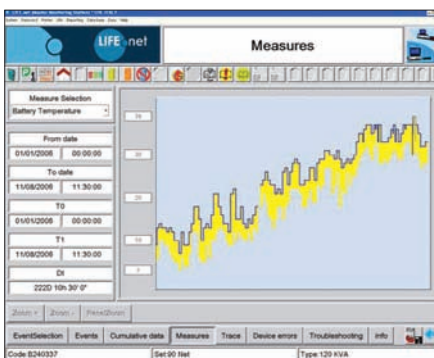 LIFE.net
Measures
Measure Selection
Battery Temperature
From date
01/01/2006 00:00:00
To date
11/08/2006 11:30:00
T0
01/01/2006 00:00:00
T1
11/08/2006 11:30:00
Dt
222D 10h 30' 0"
Zoom + Zoom -
EventSelection Events Cumulative data Measures Trace Device errors Troubleshooting Info
Code:B240337 Set:90 Net Type:120 KVA